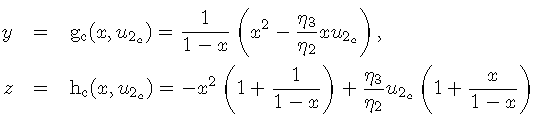 y = g_c(x, u_{2_c}) = \frac{1}{1-x} \left( x^2 - \frac{\eta_3}{\eta_2} x u_{2_c} \right),
z = h_c(x, u_{2_c}) = -x^2 \left( 1 + \frac{1}{1-x} \right) + \frac{\eta_3}{\eta_2} u_{2_c} \left( 1 + \frac{x}{1-x} \right)